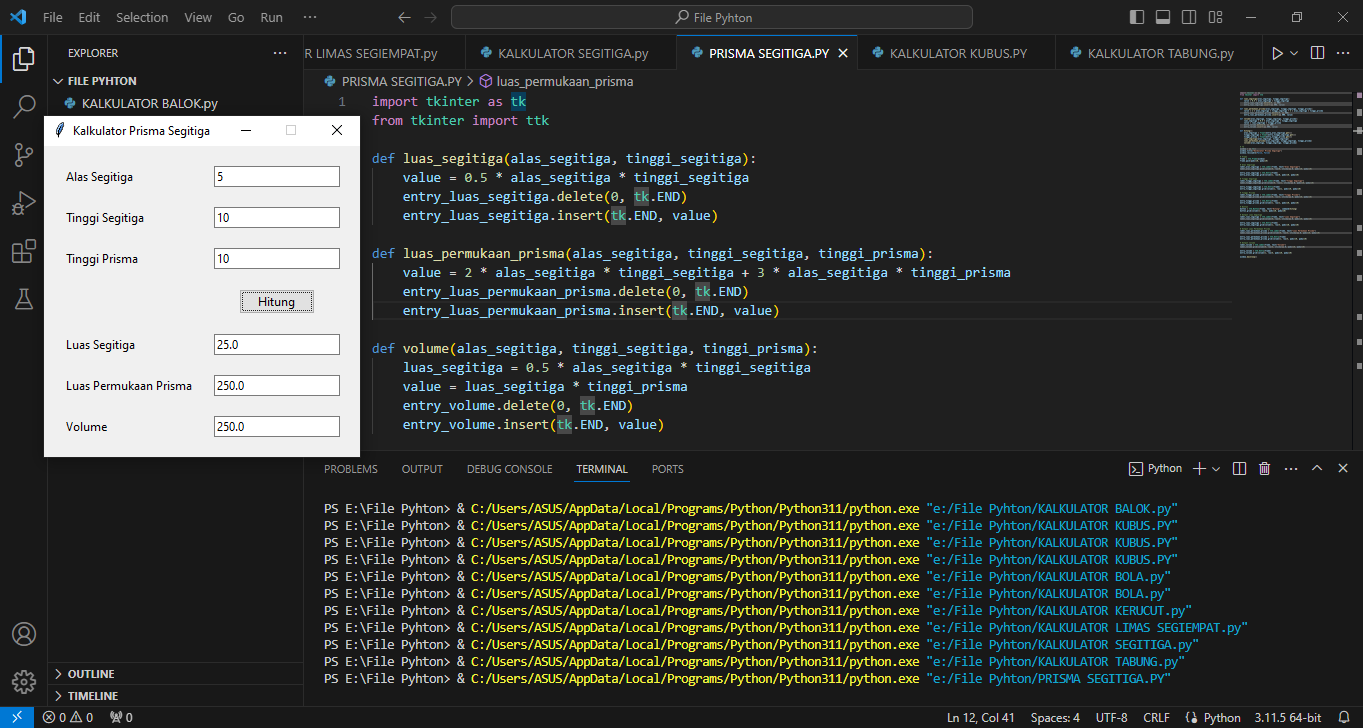 File Edit Selection View Go Run ··· File Pyhton
EXPLORER ···
FILE PYHTON
KALKULATOR BALOK.py
R LIMAS SEGIEMPAT.py KALKULATOR SEGITIGA.py PRISMA SEGITIGA.PY KALKULATOR KUBUS.PY KALKULATOR TABUNG.py ···
PRISMA SEGITIGA.PY > luas_permukaan_prisma
Kalkulator Prisma Segitiga
Alas Segitiga 5
Tinggi Segitiga 10
Tinggi Prisma 10
Hitung
Luas Segitiga 25.0
Luas Permukaan Prisma 250.0
Volume 250.0
1 import tkinter as tk
from tkinter import ttk
def luas_segitiga(alas_segitiga, tinggi_segitiga):
value = 0.5 * alas_segitiga * tinggi_segitiga
entry_luas_segitiga.delete(0, tk.END)
entry_luas_segitiga.insert(tk.END, value)
def luas_permukaan_prisma(alas_segitiga, tinggi_segitiga, tinggi_prisma):
value = 2 * alas_segitiga * tinggi_segitiga + 3 * alas_segitiga * tinggi_prisma
entry_luas_permukaan_prisma.delete(0, tk.END)
entry_luas_permukaan_prisma.insert(tk.END, value)
def volume(alas_segitiga, tinggi_segitiga, tinggi_prisma):
luas_segitiga = 0.5 * alas_segitiga * tinggi_segitiga
value = luas_segitiga * tinggi_prisma
entry_volume.delete(0, tk.END)
entry_volume.insert(tk.END, value)
PROBLEMS OUTPUT DEBUG CONSOLE TERMINAL PORTS Python ···
PS E:\File Pyhton> & C:/Users/ASUS/AppData/Local/Programs/Python/Python311/python.exe "e:/File Pyhton/KALKULATOR BALOK.py"
PS E:\File Pyhton> & C:/Users/ASUS/AppData/Local/Programs/Python/Python311/python.exe "e:/File Pyhton/KALKULATOR KUBUS.PY"
PS E:\File Pyhton> & C:/Users/ASUS/AppData/Local/Programs/Python/Python311/python.exe "e:/File Pyhton/KALKULATOR KUBUS.PY"
PS E:\File Pyhton> & C:/Users/ASUS/AppData/Local/Programs/Python/Python311/python.exe "e:/File Pyhton/KALKULATOR KUBUS.PY"
PS E:\File Pyhton> & C:/Users/ASUS/AppData/Local/Programs/Python/Python311/python.exe "e:/File Pyhton/KALKULATOR BOLA.py"
PS E:\File Pyhton> & C:/Users/ASUS/AppData/Local/Programs/Python/Python311/python.exe "e:/File Pyhton/KALKULATOR BOLA.py"
PS E:\File Pyhton> & C:/Users/ASUS/AppData/Local/Programs/Python/Python311/python.exe "e:/File Pyhton/KALKULATOR KERUCUT.py"
PS E:\File Pyhton> & C:/Users/ASUS/AppData/Local/Programs/Python/Python311/python.exe "e:/File Pyhton/KALKULATOR LIMAS SEGIEMPAT.py"
PS E:\File Pyhton> & C:/Users/ASUS/AppData/Local/Programs/Python/Python311/python.exe "e:/File Pyhton/KALKULATOR SEGITIGA.py"
PS E:\File Pyhton> & C:/Users/ASUS/AppData/Local/Programs/Python/Python311/python.exe "e:/File Pyhton/KALKULATOR TABUNG.py"
PS E:\File Pyhton> & C:/Users/ASUS/AppData/Local/Programs/Python/Python311/python.exe "e:/File Pyhton/PRISMA SEGITIGA.PY"
OUTLINE
TIMELINE
0 0 0 Ln 12, Col 41 Spaces: 4 UTF-8 CRLF Python 3.11.5 64-bit